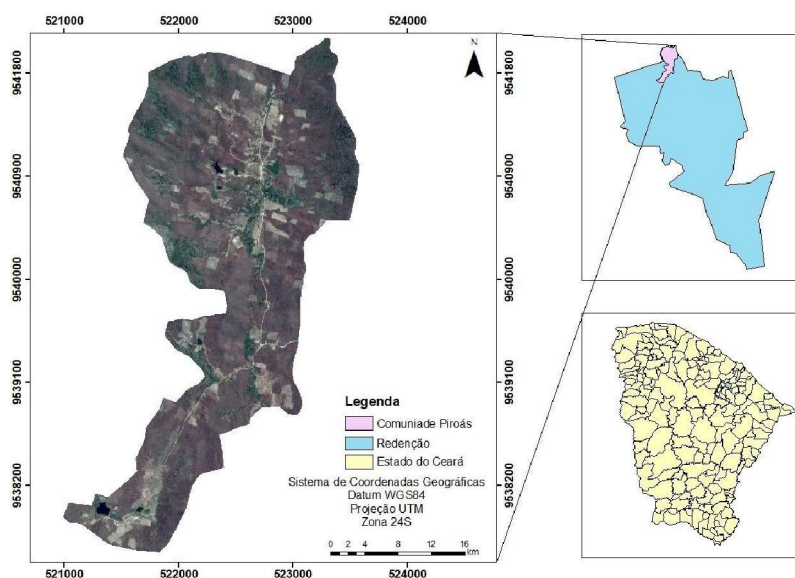 521000 522000 523000 524000
N
9541800 9541800
9540900 9540900
9540000 9540000
9539100 9539100
Legenda
Comuniade Piroás
Redenção
Estado do Ceará
9538200 9538200
Sistema de Coordenadas Geográficas
Datum WGS84
Projeção UTM
Zona 24S
0 2 4 8 12 16
km
521000 522000 523000 524000